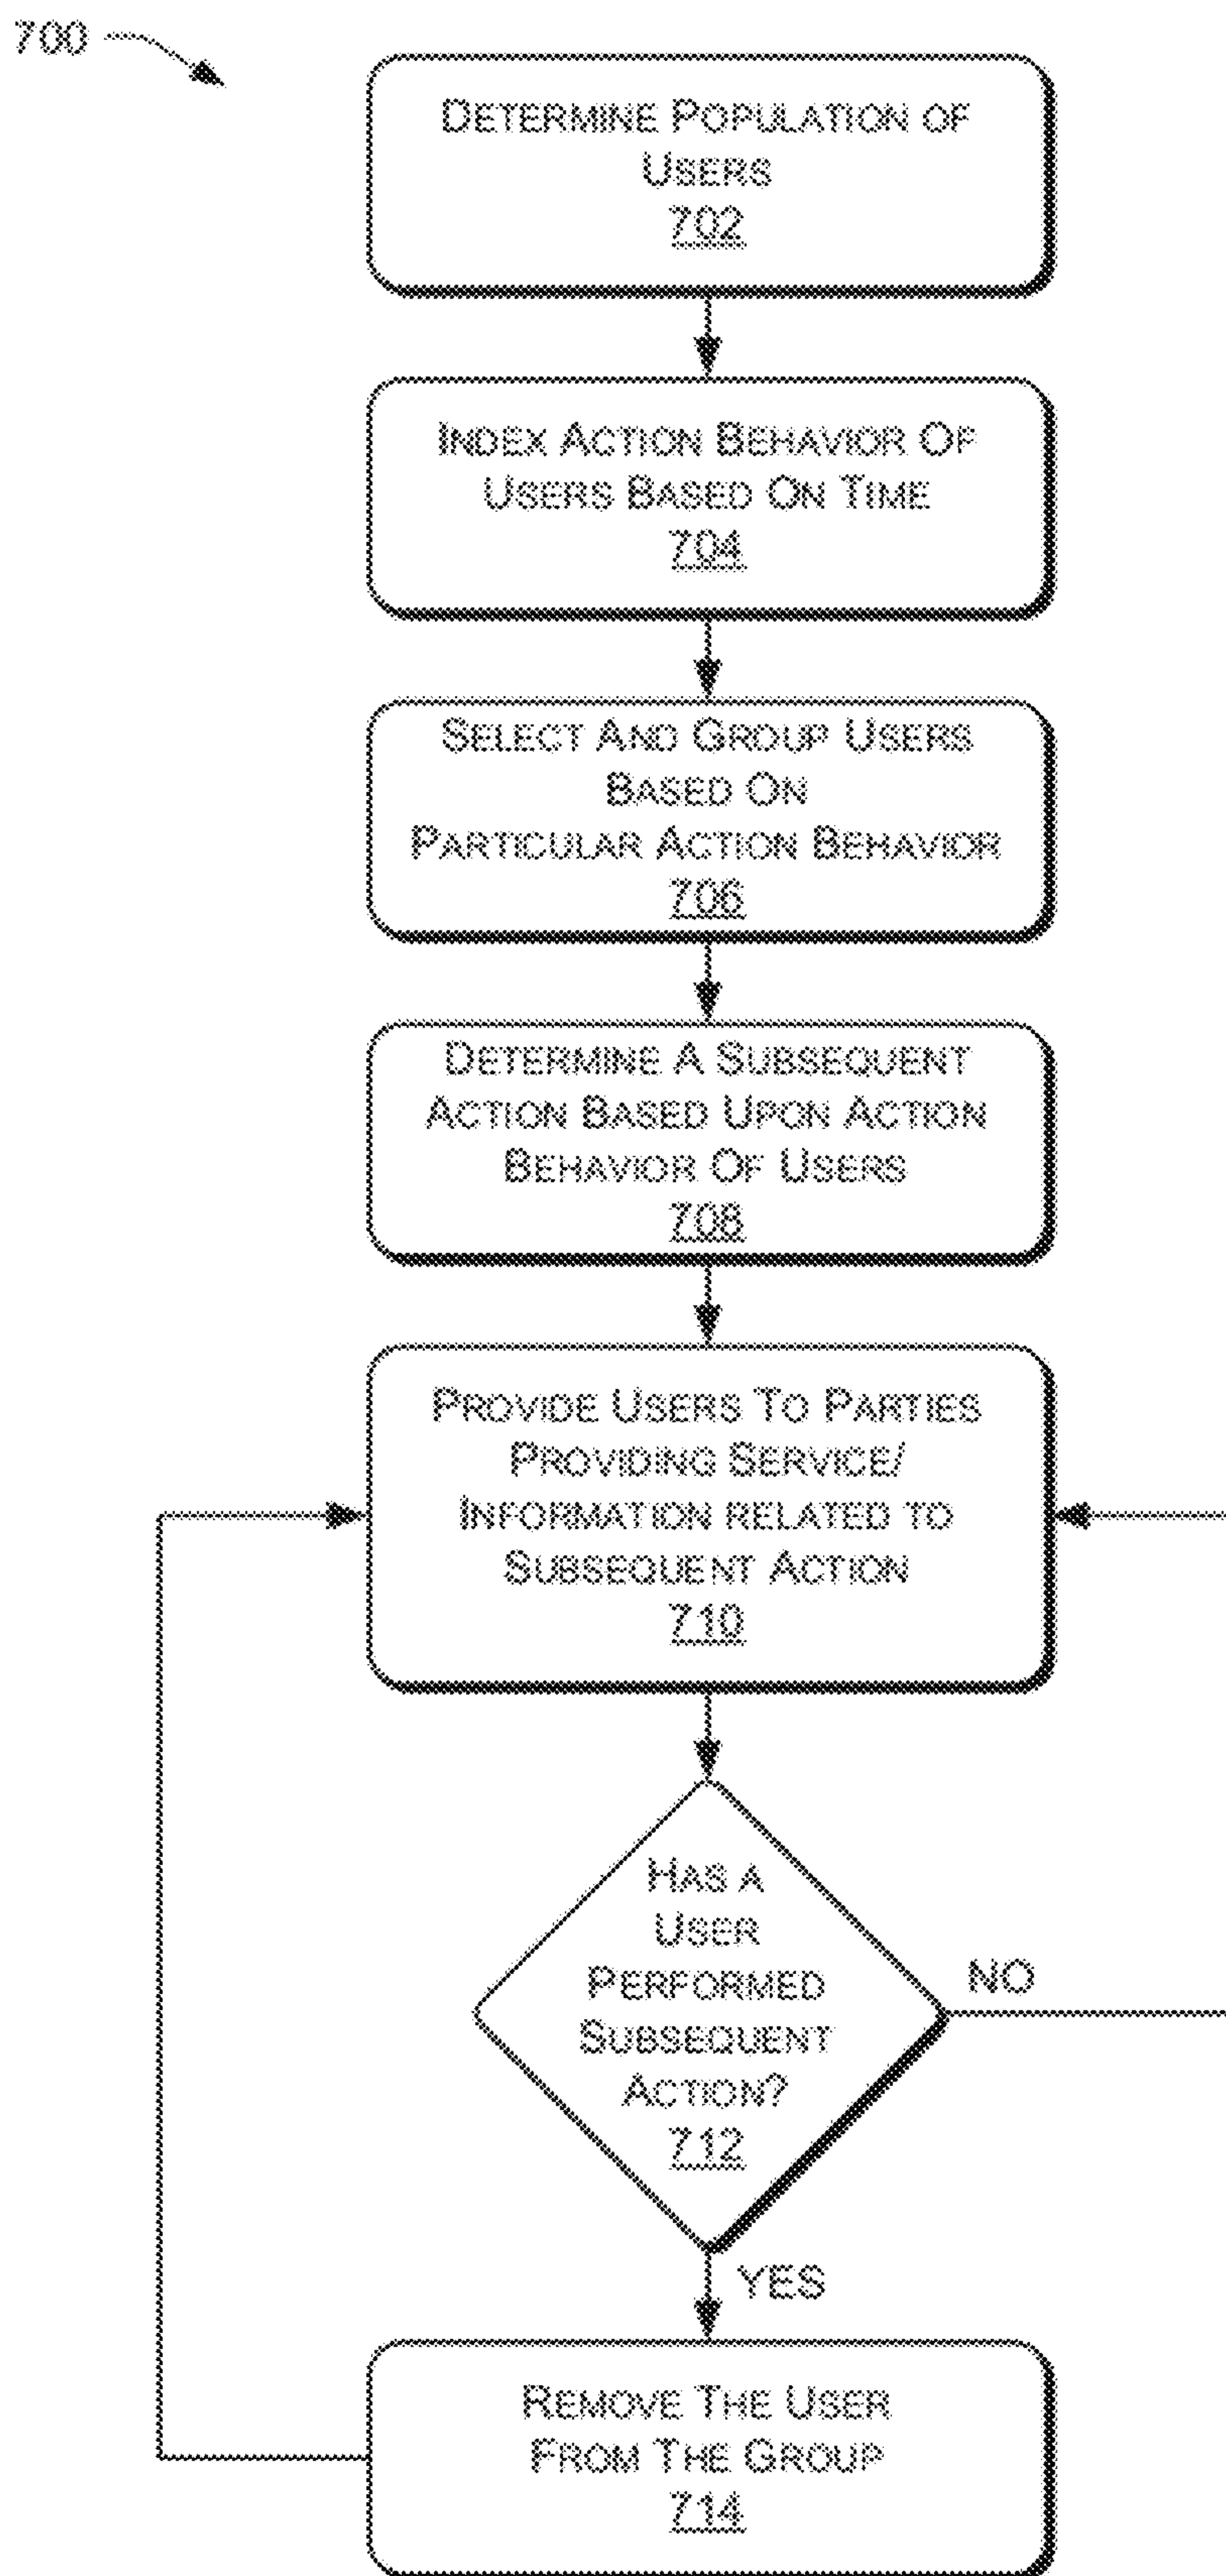 700
DETERMINE POPULATION OF
USERS
702
INDEX ACTION BEHAVIOR OF
USERS BASED ON TIME
704
SELECT AND GROUP USERS
BASED ON
PARTICULAR ACTION BEHAVIOR
706
DETERMINE A SUBSEQUENT
ACTION BASED UPON ACTION
BEHAVIOR OF USERS
708
PROVIDE USERS TO PARTIES
PROVIDING SERVICE/
INFORMATION RELATED TO
SUBSEQUENT ACTION
710
HAS A
USER
PERFORMED
SUBSEQUENT
ACTION?
712
NO
YES
REMOVE THE USER
FROM THE GROUP
714